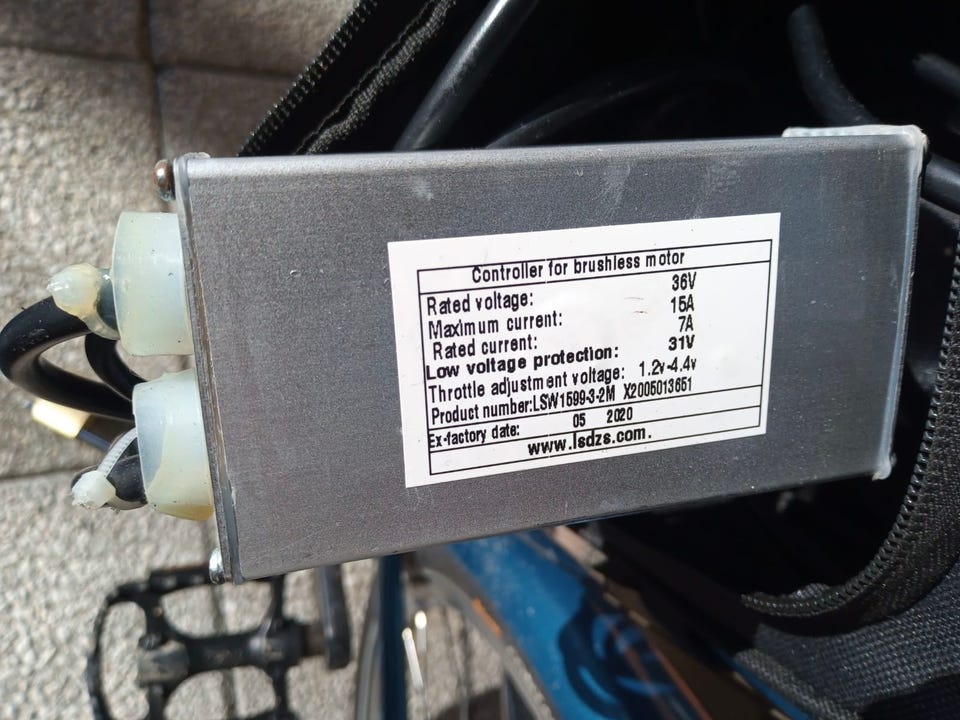 Controller for brushless motor
Rated voltage: 36V
Maximum current: 15A
Rated current: 7A
Low voltage protection: 31V
Throttle adjustment voltage: 1.2v-4.4v
Product number:LSW1599-3-2M X2005013651
Ex-factory date: 05 2020
www.lsdzs.com.